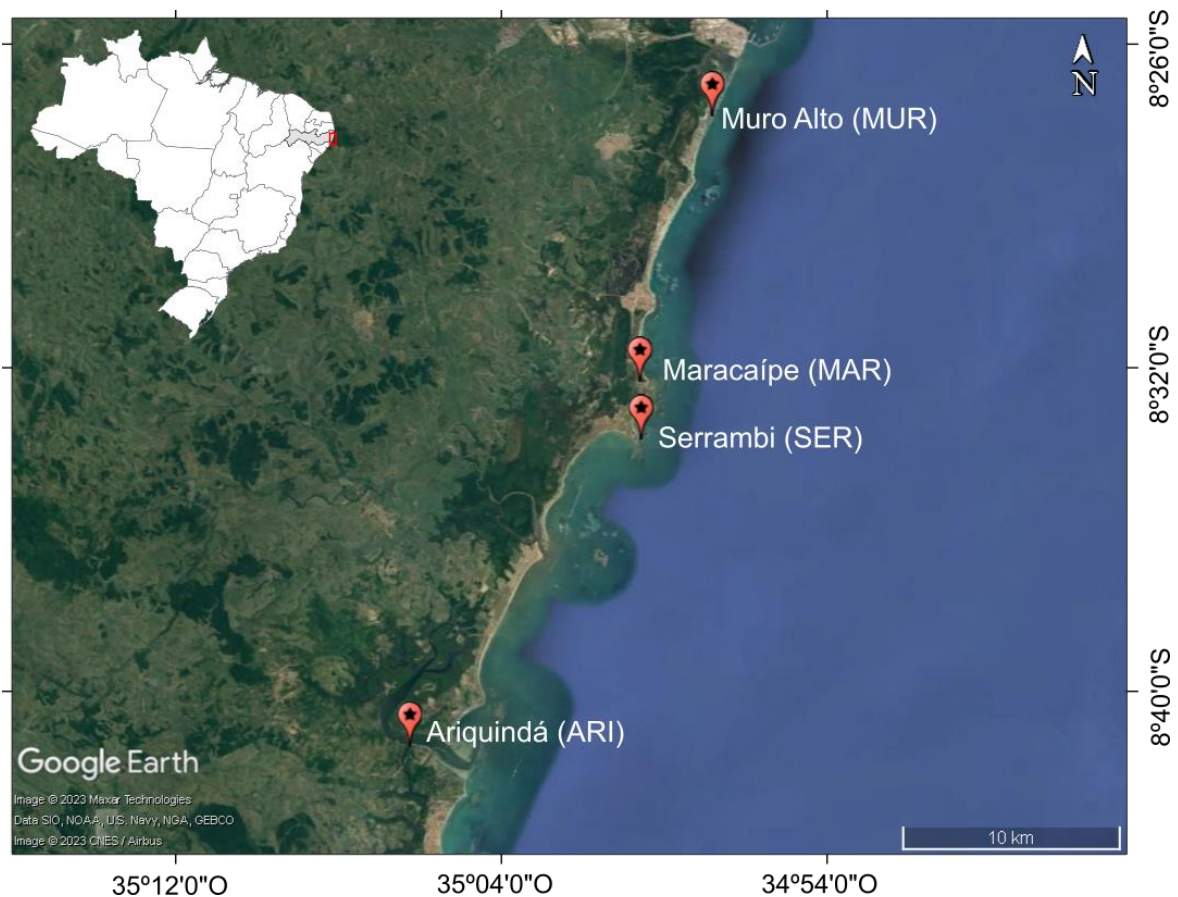 8º26'0"S
N
Muro Alto (MUR)
Maracaípe (MAR)
8º32'0"S
Serrambi (SER)
8º40'0"S
Ariquindá (ARI)
Google Earth
Image © 2023 Maxar Technologies
Data SIO, NOAA, U.S. Navy, NGA, GEBCO
Image © 2023 CNES / Airbus
10 km
35º12'0"O
35º04'0"O
34º54'0"O